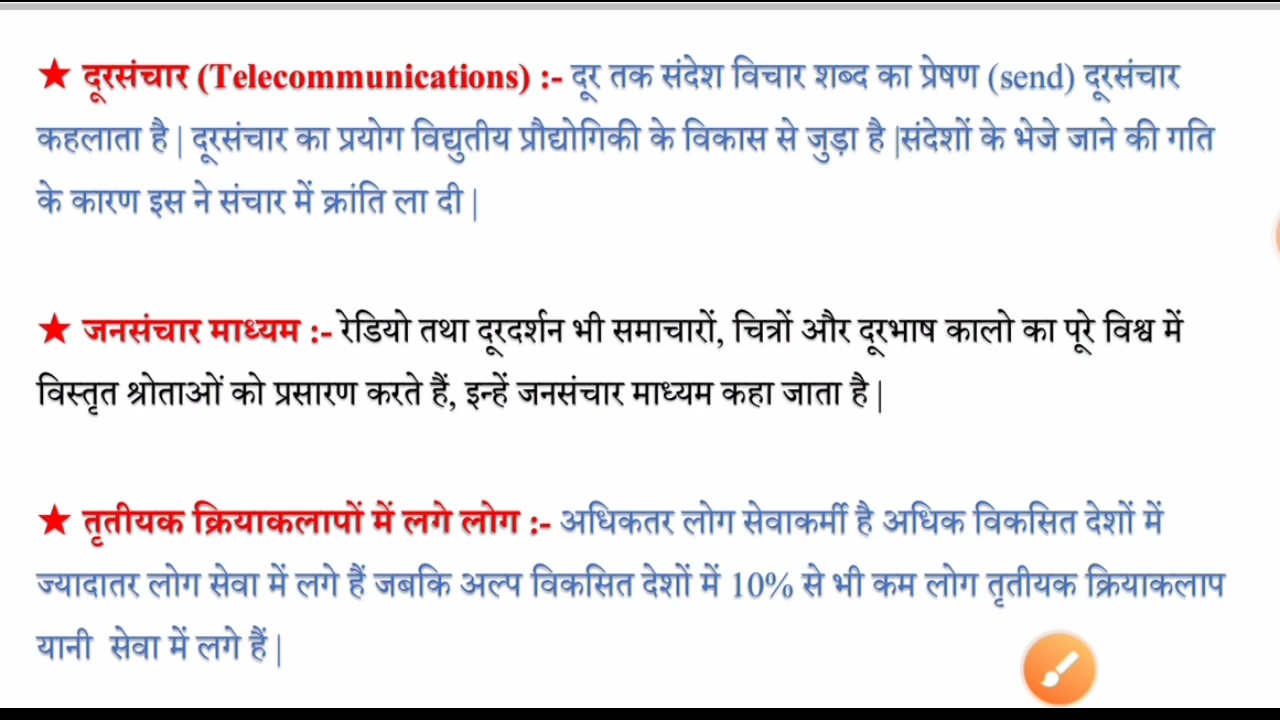 ★ दूरसंचार (Telecommunications) :- दूर तक संदेश विचार शब्द का प्रेषण (send) दूरसंचार
कहलाता है | दूरसंचार का प्रयोग विद्युतीय प्रौद्योगिकी के विकास से जुड़ा है |संदेशों के भेजे जाने की गति
के कारण इस ने संचार में क्रांति ला दी |
★ जनसंचार माध्यम :- रेडियो तथा दूरदर्शन भी समाचारों, चित्रों और दूरभाष कालो का पूरे विश्व में
विस्तृत श्रोताओं को प्रसारण करते हैं, इन्हें जनसंचार माध्यम कहा जाता है |
★ तृतीयक क्रियाकलापों में लगे लोग :- अधिकतर लोग सेवाकर्मी है अधिक विकसित देशों में
ज्यादातर लोग सेवा में लगे हैं जबकि अल्प विकसित देशों में 10% से भी कम लोग तृतीयक क्रियाकलाप
यानी सेवा में लगे हैं |